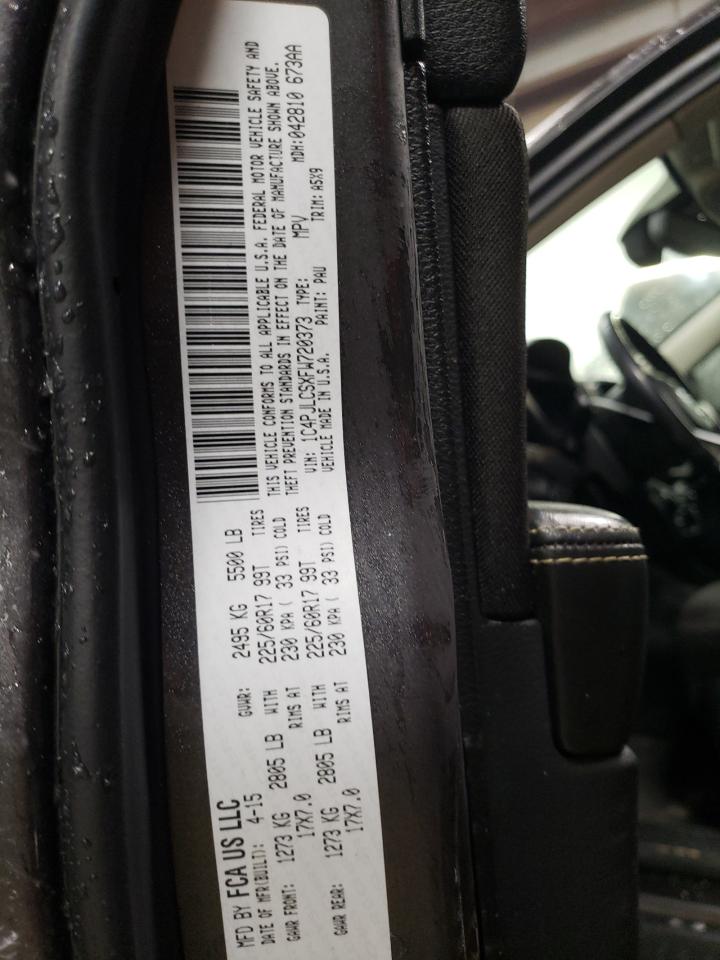 MFD BY FCA US LLC
DATE OF MFR(BUILT): 4-15 GVWR: 2495 KG 5500 LB
GAWR FRONT: 1273 KG 2805 LB WITH 225/60R17 99T TIRES
17X7.0 RIMS AT 230 KPA ( 33 PSI) COLD
GAWR REAR: 1273 KG 2805 LB WITH 225/60R17 99T TIRES
17X7.0 RIMS AT 230 KPA ( 33 PSI) COLD
THIS VEHICLE CONFORMS TO ALL APPLICABLE U.S.A. FEDERAL MOTOR VEHICLE SAFETY AND
THEFT PREVENTION STANDARDS IN EFFECT ON THE DATE OF MANUFACTURE SHOWN ABOVE.
VIN: 1C4PJLCSXFW720373 TYPE: MPV MDH:042810 673AA
VEHICLE MADE IN U.S.A. PAINT: PAU TRIM: A5X9